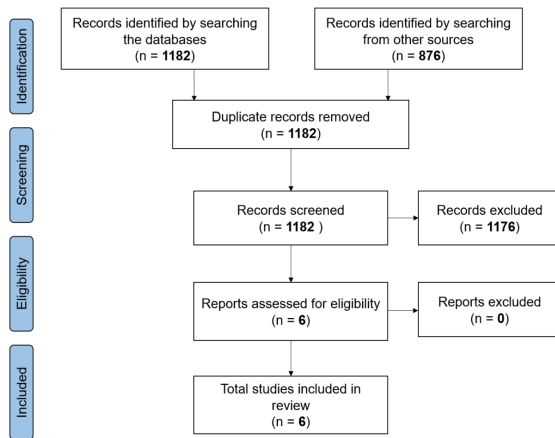 Identification
Records identified by searching
the databases
(n = 1182)
Records identified by searching
from other sources
(n = 876)
Duplicate records removed
(n = 1182)
Screening
Records screened
(n = 1182 )
Records excluded
(n = 1176)
Eligibility
Reports assessed for eligibility
(n = 6)
Reports excluded
(n = 0)
Included
Total studies included in
review
(n = 6)